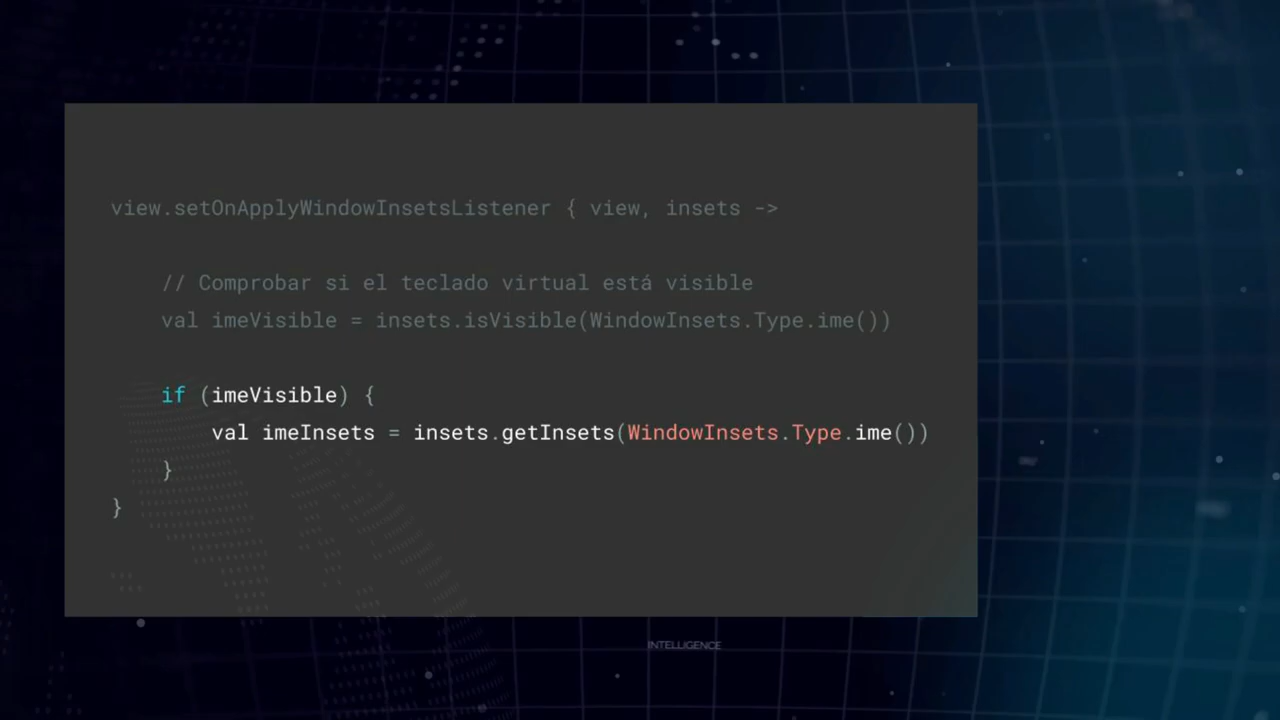 view.setOnApplyWindowInsetsListener { view, insets ->
// Comprobar si el teclado virtual está visible
val imeVisible = insets.isVisible(WindowInsets.Type.ime())
if (imeVisible) {
val imeInsets = insets.getInsets(WindowInsets.Type.ime())
}
}
INTELLIGENCE